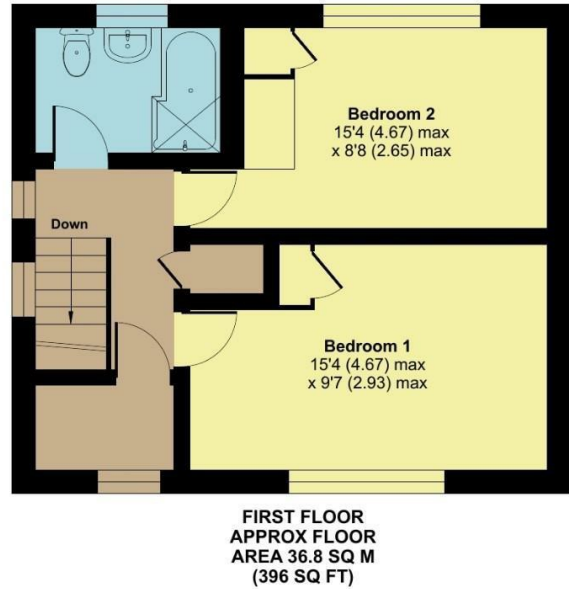 Bedroom 2
15'4 (4.67) max
x 8'8 (2.65) max
Down
Bedroom 1
15'4 (4.67) max
x 9'7 (2.93) max
FIRST FLOOR
APPROX FLOOR
AREA 36.8 SQ M
(396 SQ FT)